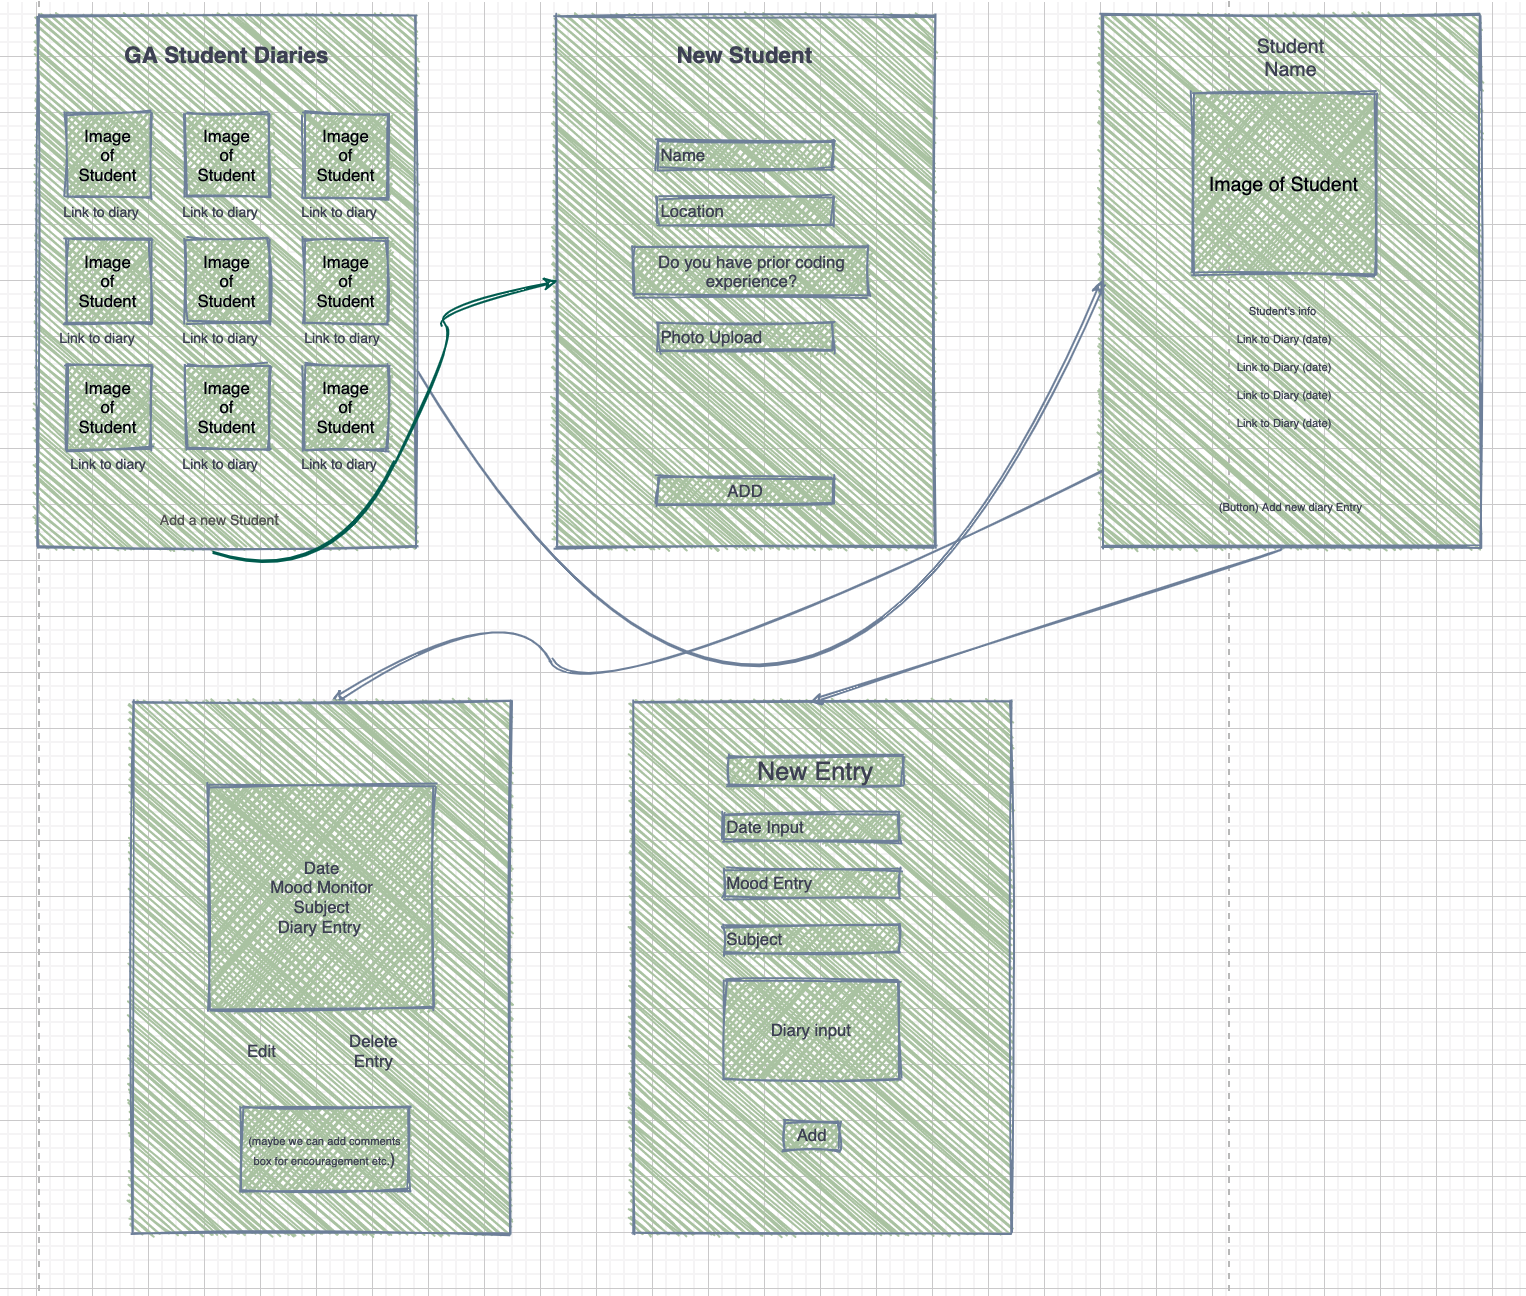 GA Student Diaries
Image
of
Student
Image
of
Student
Image
of
Student
Link to diary
Link to diary
Link to diary
Image
of
Student
Image
of
Student
Image
of
Student
Link to diary
Link to diary
Link to diary
Image
of
Student
Image
of
Student
Image
of
Student
Link to diary
Link to diary
Link to diary
Add a new Student
New Student
Name
Location
Do you have prior coding
experience?
Photo Upload
ADD
Student
Name
Image of Student
Student's info
Link to Diary (date)
Link to Diary (date)
Link to Diary (date)
Link to Diary (date)
(Button) Add new diary Entry
Date
Mood Monitor
Subject
Diary Entry
Edit
Delete
Entry
(maybe we can add comments
box for encouragement etc.)
New Entry
Date Input
Mood Entry
Subject
Diary input
Add